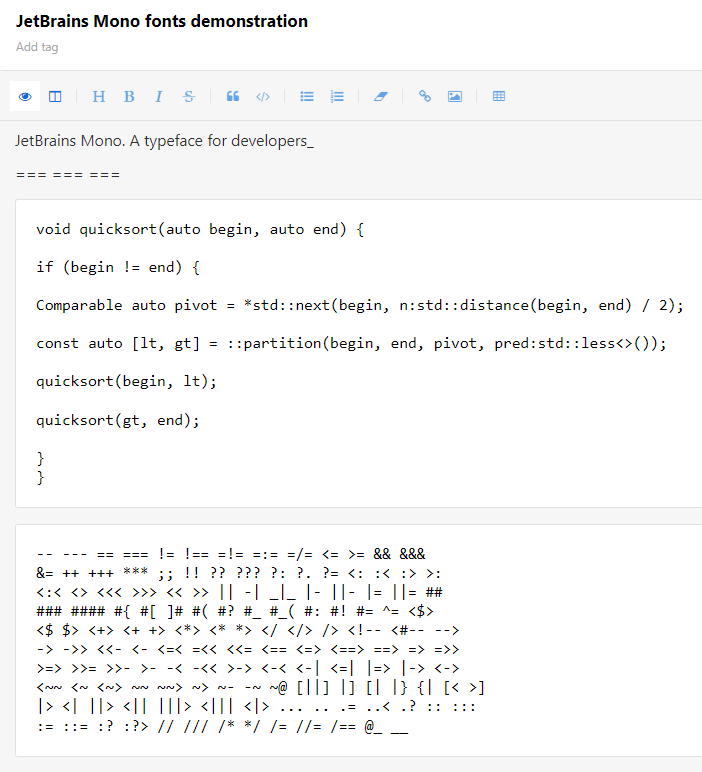 JetBrains Mono fonts demonstration
Add tag
H B I S
JetBrains Mono. A typeface for developers_
=== === ===
void quicksort(auto begin, auto end) {
if (begin != end) {
Comparable auto pivot = *std::next(begin, n:std::distance(begin, end) / 2);
const auto [lt, gt] = ::partition(begin, end, pivot, pred:std::less<>());
quicksort(begin, lt);
quicksort(gt, end);
}
}
-- --- == === != !== =!= =:= =/= <= >= && &&&
&= ++ +++ *** ;; !! ?? ??? ?: ?. ?= <: :< :> >:
<:< <> <<< >>> << >> || -| _|_ |- ||- |= ||= ##
### #### #{ #[ ]# #( #? #_ #_( #: #! #= ^= <$>
<$ $> <+> <+ +> <*> <* *> </ </> /> <!-- <#-- -->
-> ->> <<- <- <=< =<< <<= <== <=> <==> ==> => =>>
>=> >>= >>- >- -< -<< >-> <-< <-| <=| |=> |-> <->
<~~ <~ <~> ~~ ~~> ~> ~- -~ ~@ [||] |] [| |} {| [< >]
|> <| ||> <|| |||> <||| <|> ... .. .= ..< .? :: :::
:= ::= :? :?> // /// /* */ /= //= /== @_ __